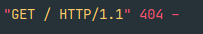 "GET / HTTP/1.1" 404 –